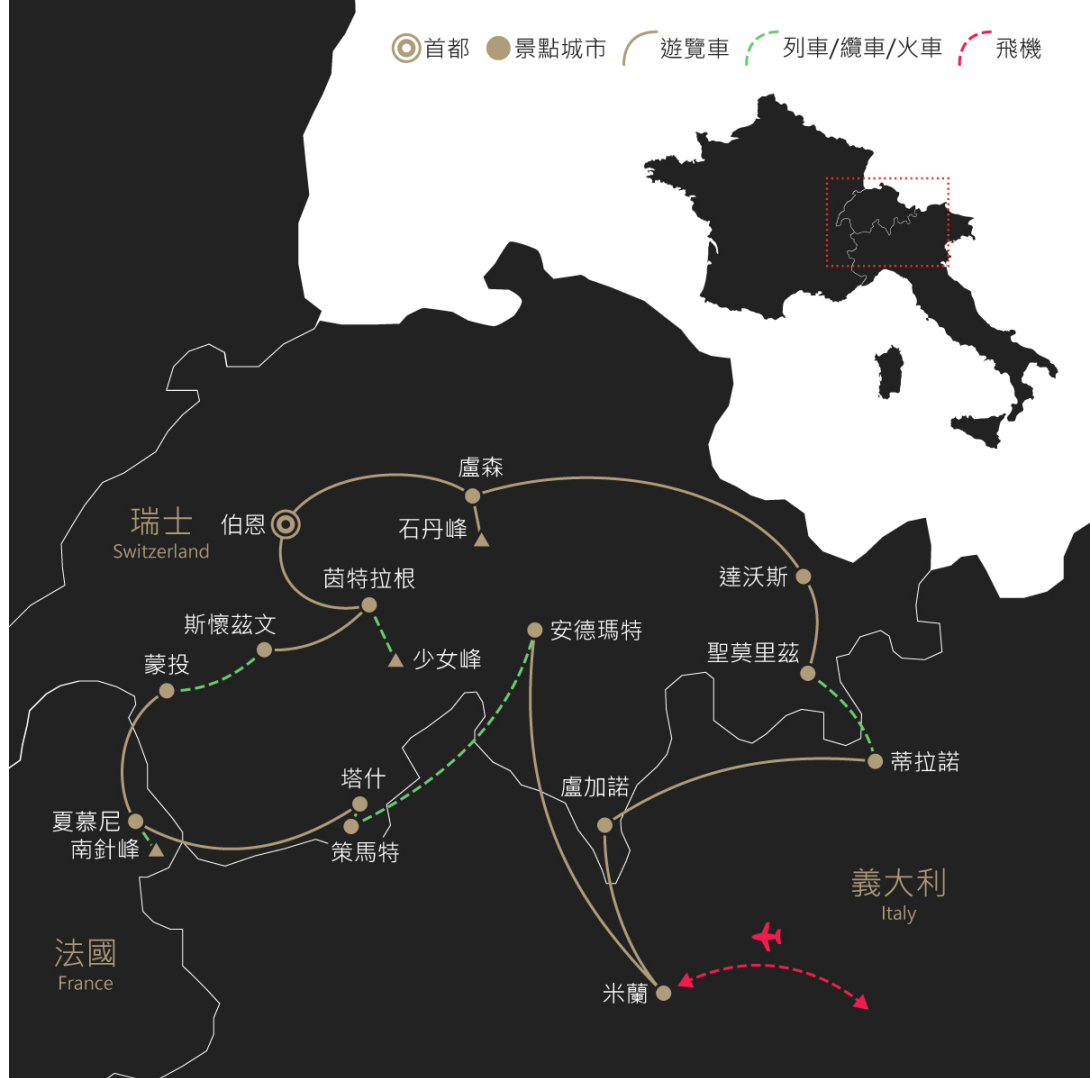 首都
景點城市
遊覽車
列車/纜車/火車
飛機
盧森
瑞士
Switzerland
伯恩
石丹峰
茵特拉根
達沃斯
斯懷茲文
安德瑪特
少女峰
聖莫里茲
蒙投
蒂拉諾
塔什
盧加諾
夏慕尼
南針峰
策馬特
義大利
Italy
法國
France
米蘭